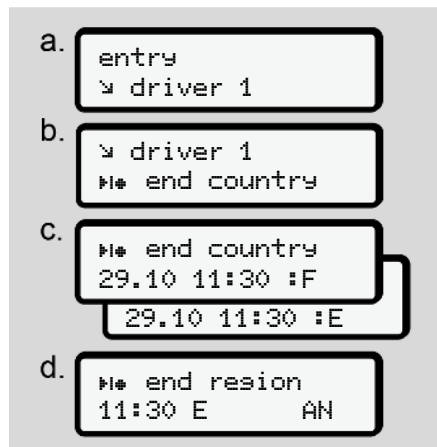 a.
entry
↘ driver 1
b.
↘ driver 1
end country
c.
end country
29.10 11:30 :F
29.10 11:30 :E
d.
end region
11:30 E AN